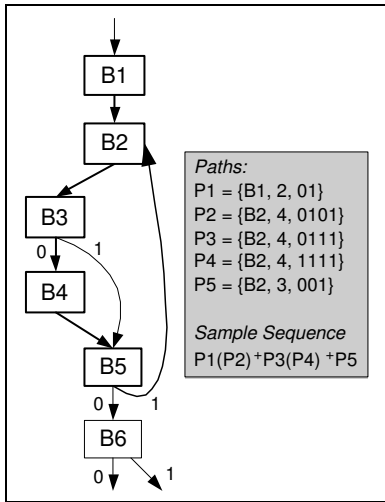 B1
B2
B3
0
1
B4
B5
0
1
B6
0
1
Paths:
P1 = {B1, 2, 01}
P2 = {B2, 4, 0101}
P3 = {B2, 4, 0111}
P4 = {B2, 4, 1111}
P5 = {B2, 3, 001}
Sample Sequence
P1(P2)⁺P3(P4) ⁺P5